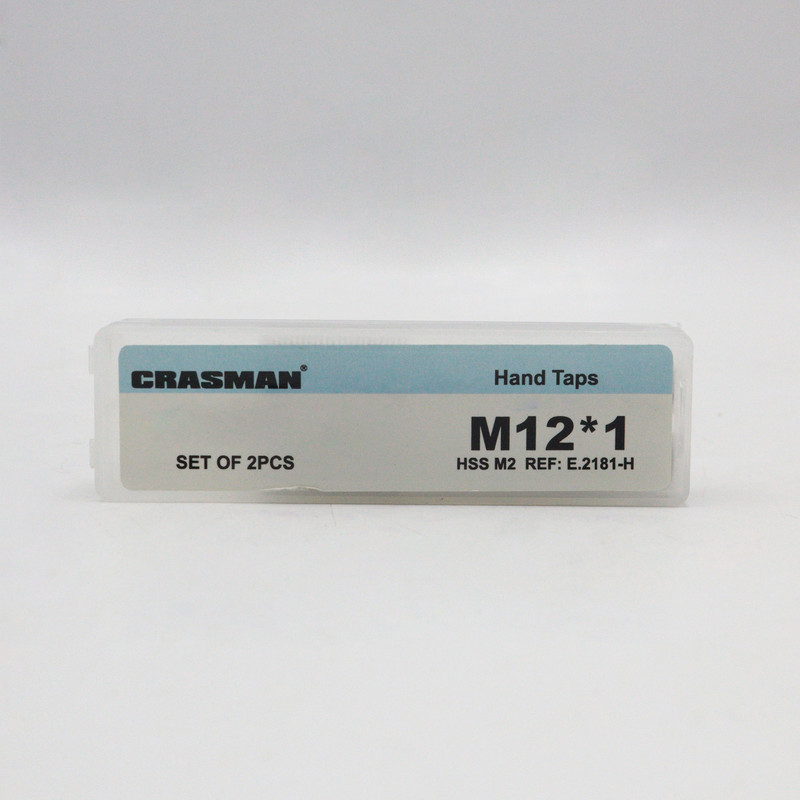 CRASMAN®
Hand Taps
M12*1
SET OF 2PCS
HSS M2 REF: E.2181-H